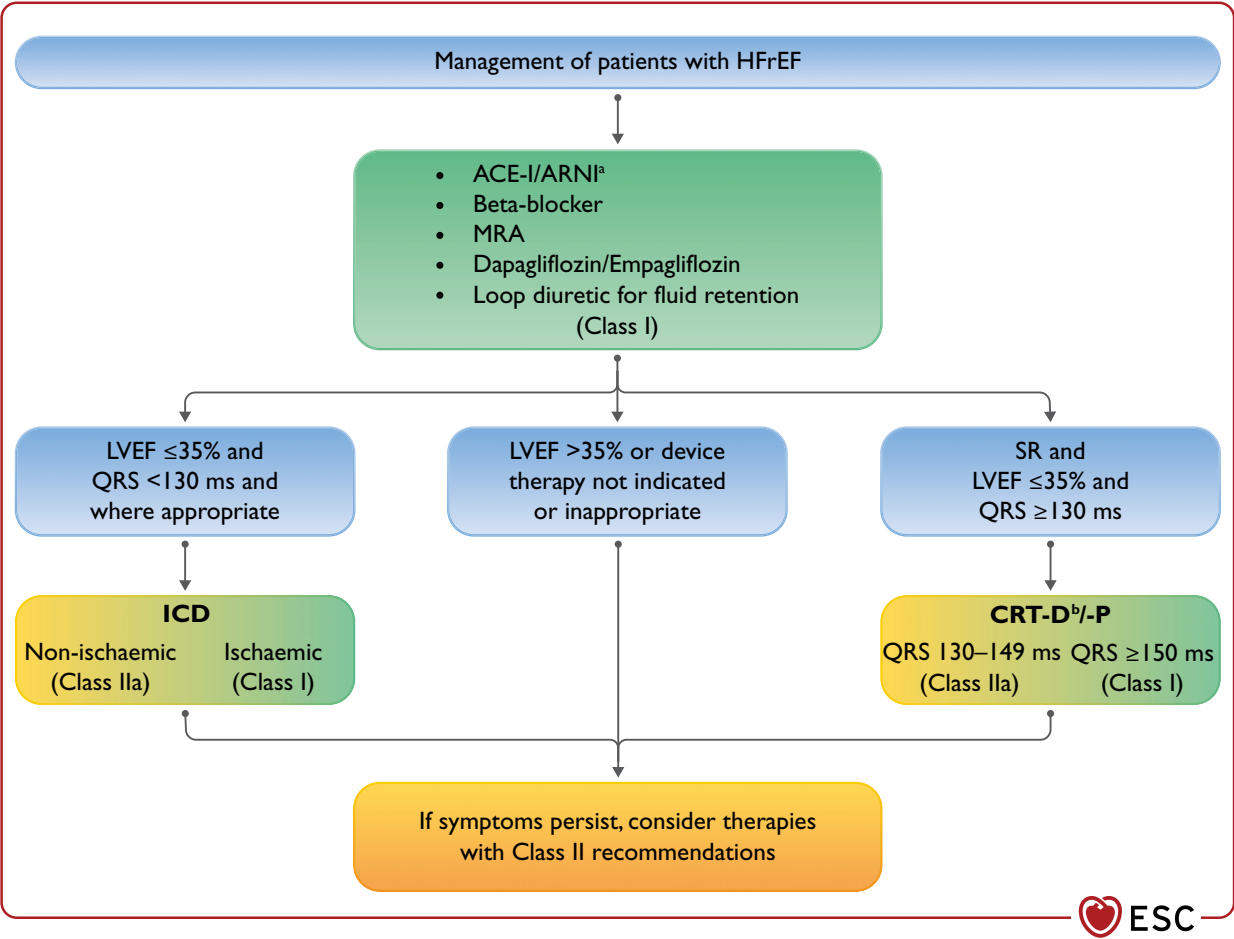 Management of patients with HFrEF
• ACE-I/ARNIᵃ
• Beta-blocker
• MRA
• Dapagliflozin/Empagliflozin
• Loop diuretic for fluid retention
(Class I)
LVEF ≤35% and
QRS <130 ms and
where appropriate
LVEF >35% or device
therapy not indicated
or inappropriate
SR and
LVEF ≤35% and
QRS ≥130 ms
ICD
Non-ischaemic
(Class IIa)
Ischaemic
(Class I)
CRT-Dᵇ/-P
QRS 130–149 ms
(Class IIa)
QRS ≥150 ms
(Class I)
If symptoms persist, consider therapies
with Class II recommendations
ESC